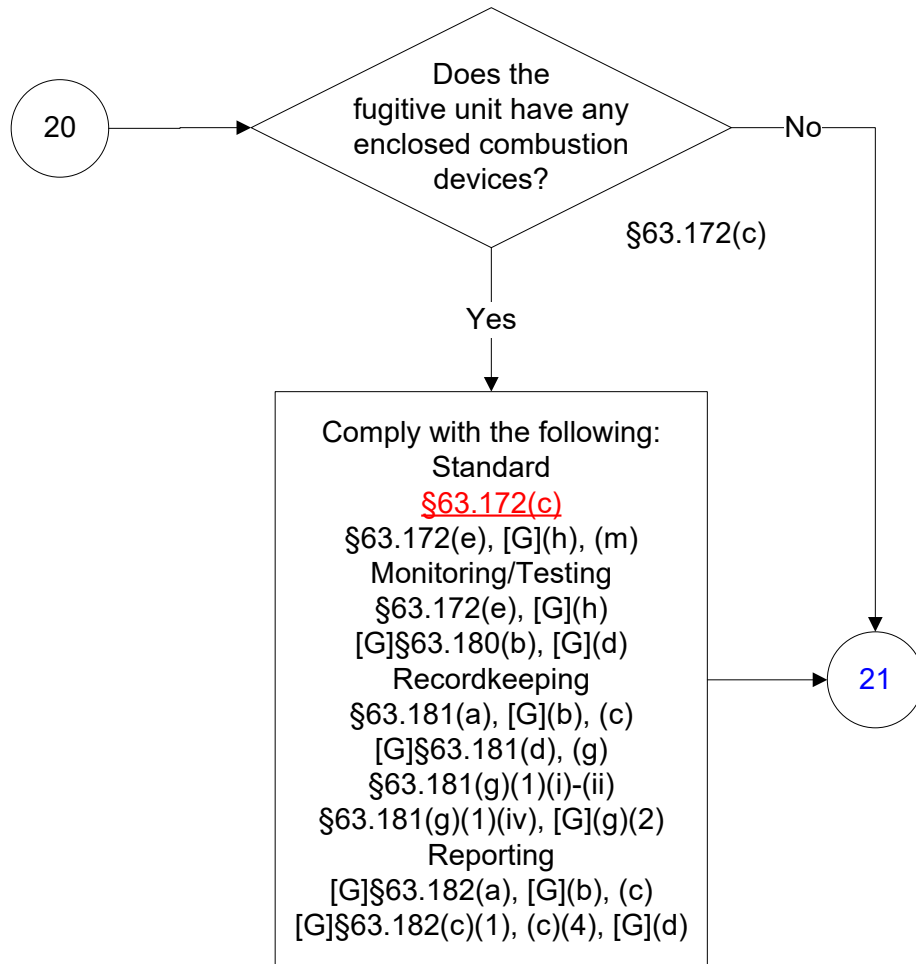 20
Does the
fugitive unit have any
enclosed combustion
devices?
No
§63.172(c)
Yes
Comply with the following:
Standard
§63.172(c)
§63.172(e), [G](h), (m)
Monitoring/Testing
§63.172(e), [G](h)
[G]§63.180(b), [G](d)
Recordkeeping
§63.181(a), [G](b), (c)
[G]§63.181(d), (g)
§63.181(g)(1)(i)-(ii)
§63.181(g)(1)(iv), [G](g)(2)
Reporting
[G]§63.182(a), [G](b), (c)
[G]§63.182(c)(1), (c)(4), [G](d)
21